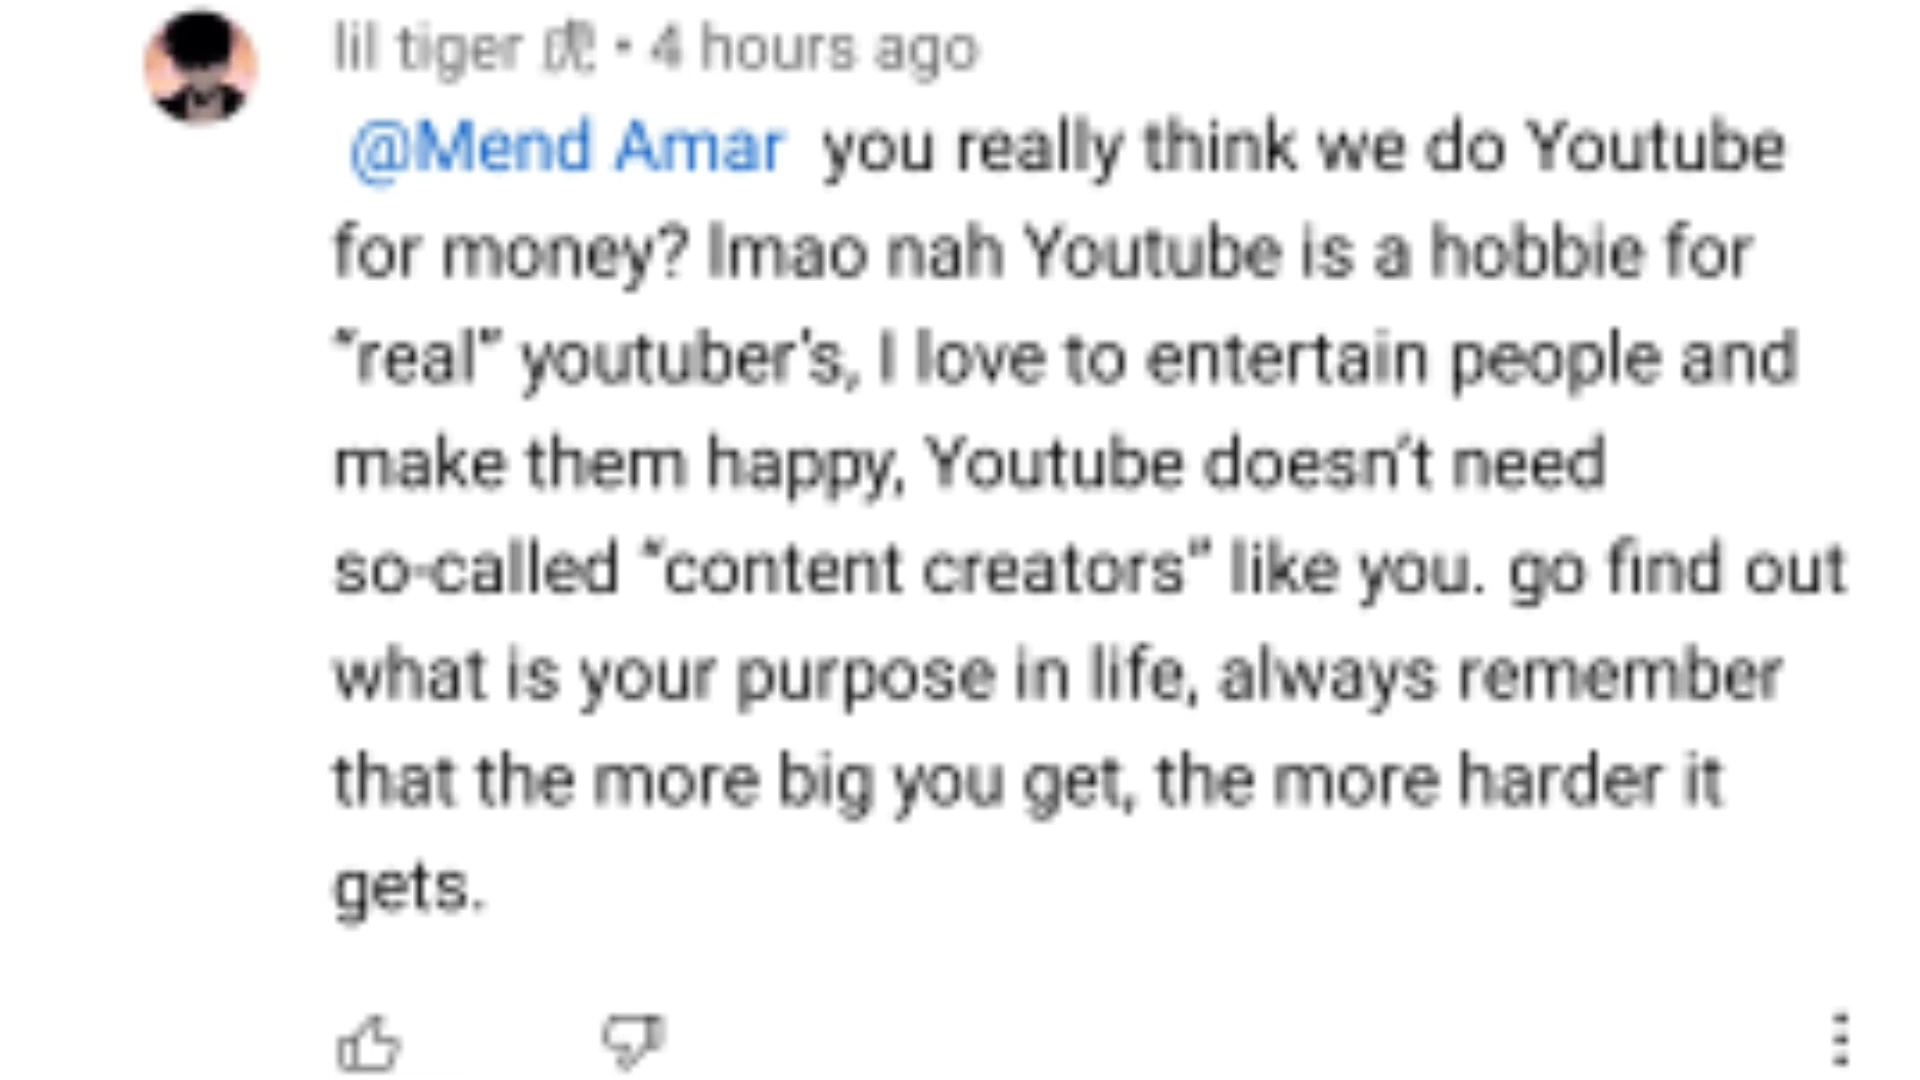 lil tiger 虎 • 4 hours ago
@Mend Amar you really think we do Youtube
for money? lmao nah Youtube is a hobbie for
“real” youtuber’s, I love to entertain people and
make them happy, Youtube doesn’t need
so-called “content creators” like you. go find out
what is your purpose in life, always remember
that the more big you get, the more harder it
gets.